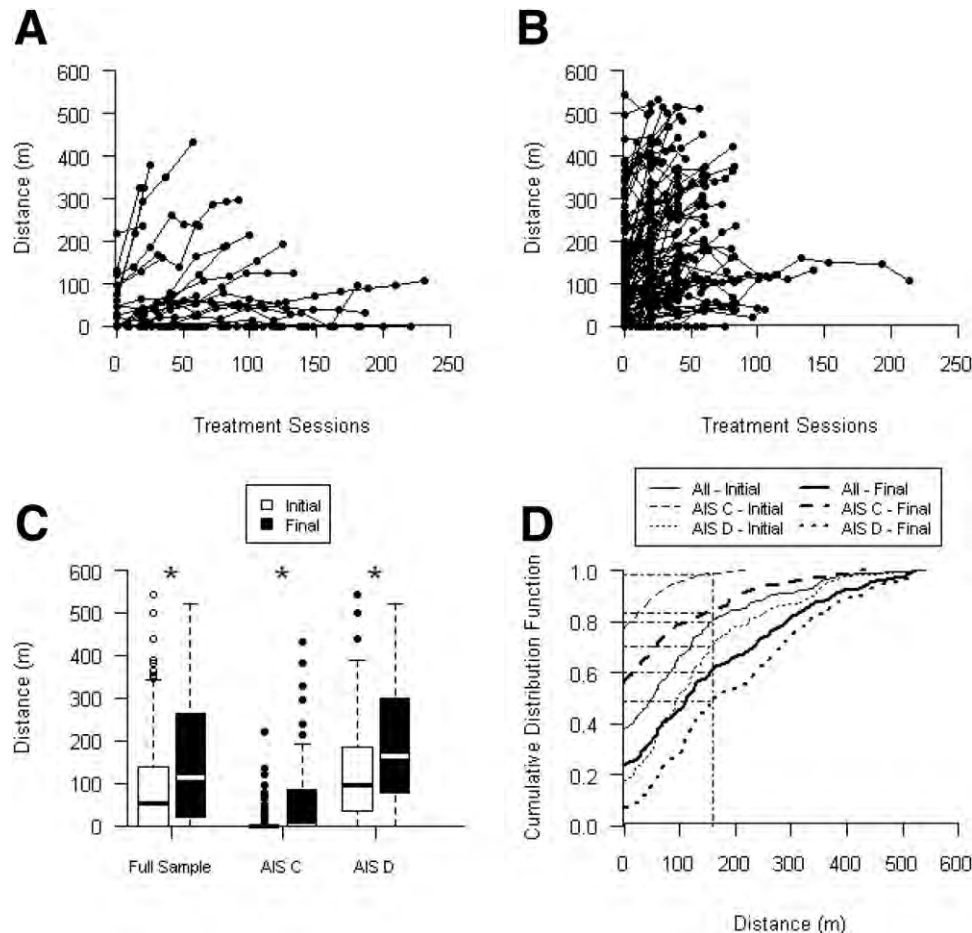 A
600
500
400
300
200
100
0
Distance (m)
0 50 100 150 200 250
Treatment Sessions
B
600
500
400
300
200
100
0
Distance (m)
0 50 100 150 200 250
Treatment Sessions
C
Initial
Final
600
500
400
300
200
100
0
Distance (m)
* * *
Full Sample AIS C AIS D
D
All - Initial All - Final
AIS C - Initial AIS C - Final
AIS D - Initial AIS D - Final
1.0
0.8
0.6
0.4
0.2
0.0
Cumulative Distribution Function
0 100 200 300 400 500 600
Distance (m)